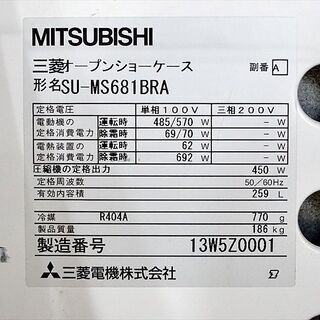 MITSUBISHI
三菱オープンショーケース 副番 A
形名SU-MS681BRA
定格電圧 単相100V 三相200V
電動機の定格消費電力 運転時 485/570 W - W
除霜時 69/70 W - W
電熱装置の定格消費電力 運転時 62 W - W
除霜時 692 W - W
圧縮機の定格出力 450 W
定格周波数 50/60Hz
有効内容積 259 L
冷媒 R404A 770 g
製品質量 186 kg
製造番号 13W5Z0001
三菱電機株式会社